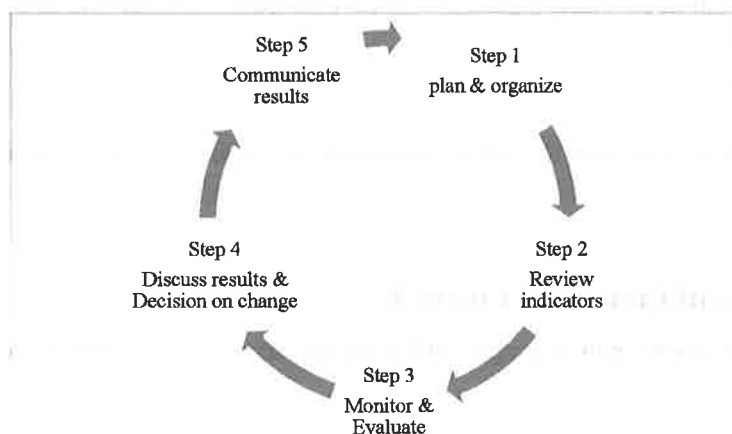 Step 1
plan & organize
Step 2
Review
indicators
Step 3
Monitor &
Evaluate
Step 4
Discuss results &
Decision on change
Step 5
Communicate
results